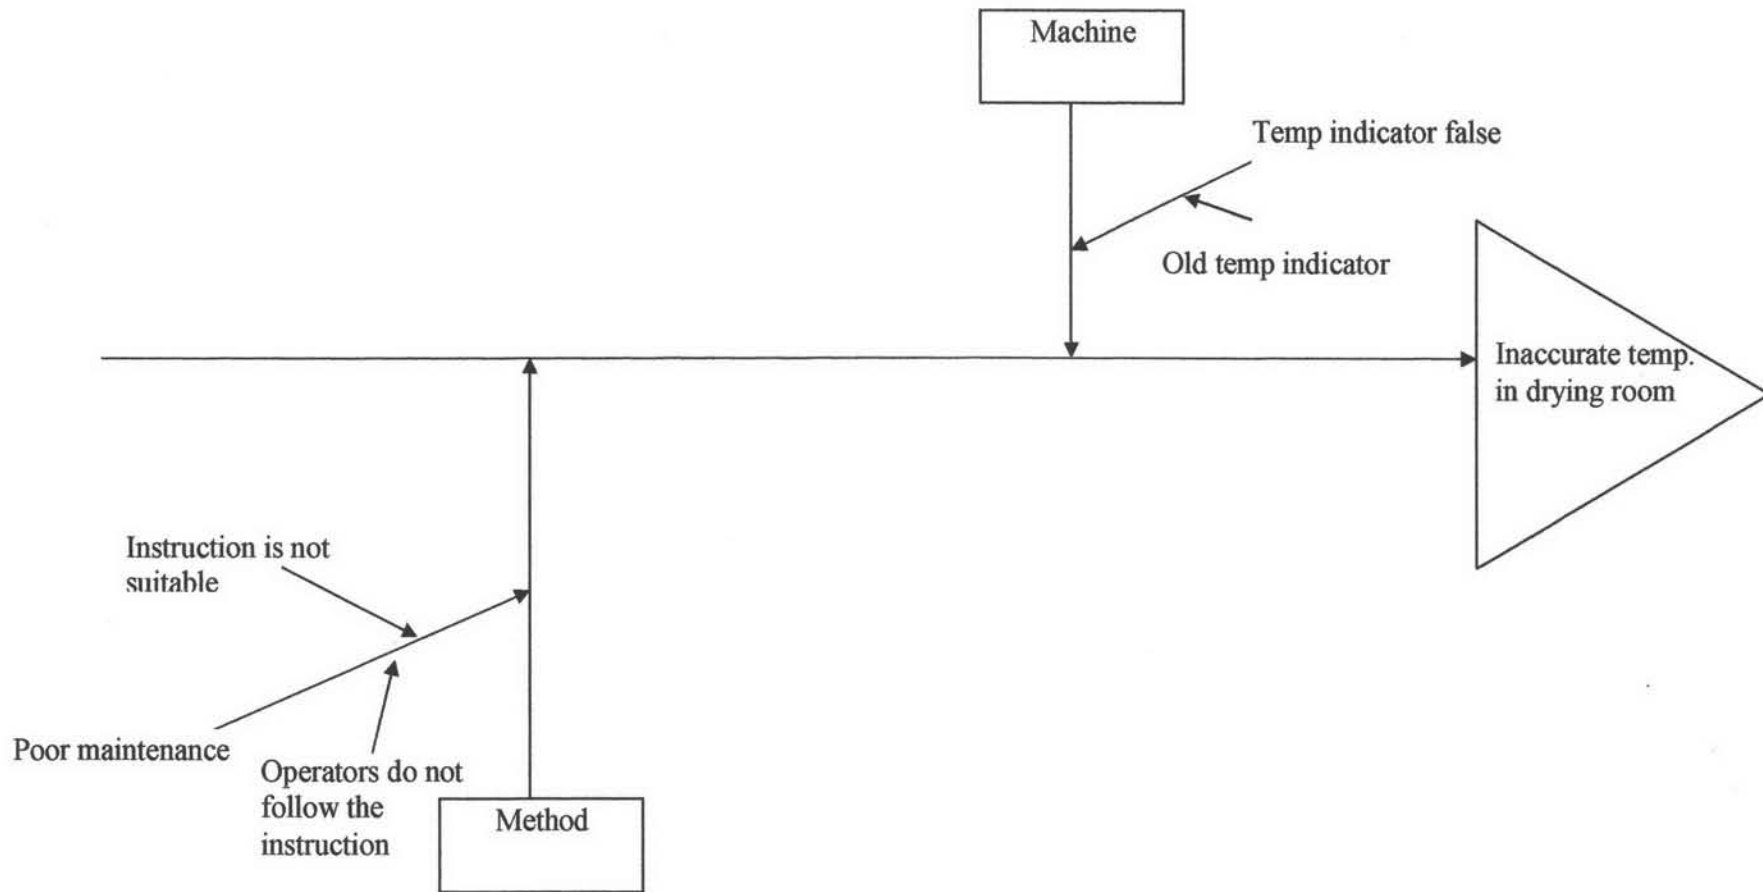 Machine
Temp indicator false
Old temp indicator
Inaccurate temp.
in drying room
Instruction is not
suitable
Poor maintenance
Operators do not
follow the
instruction
Method